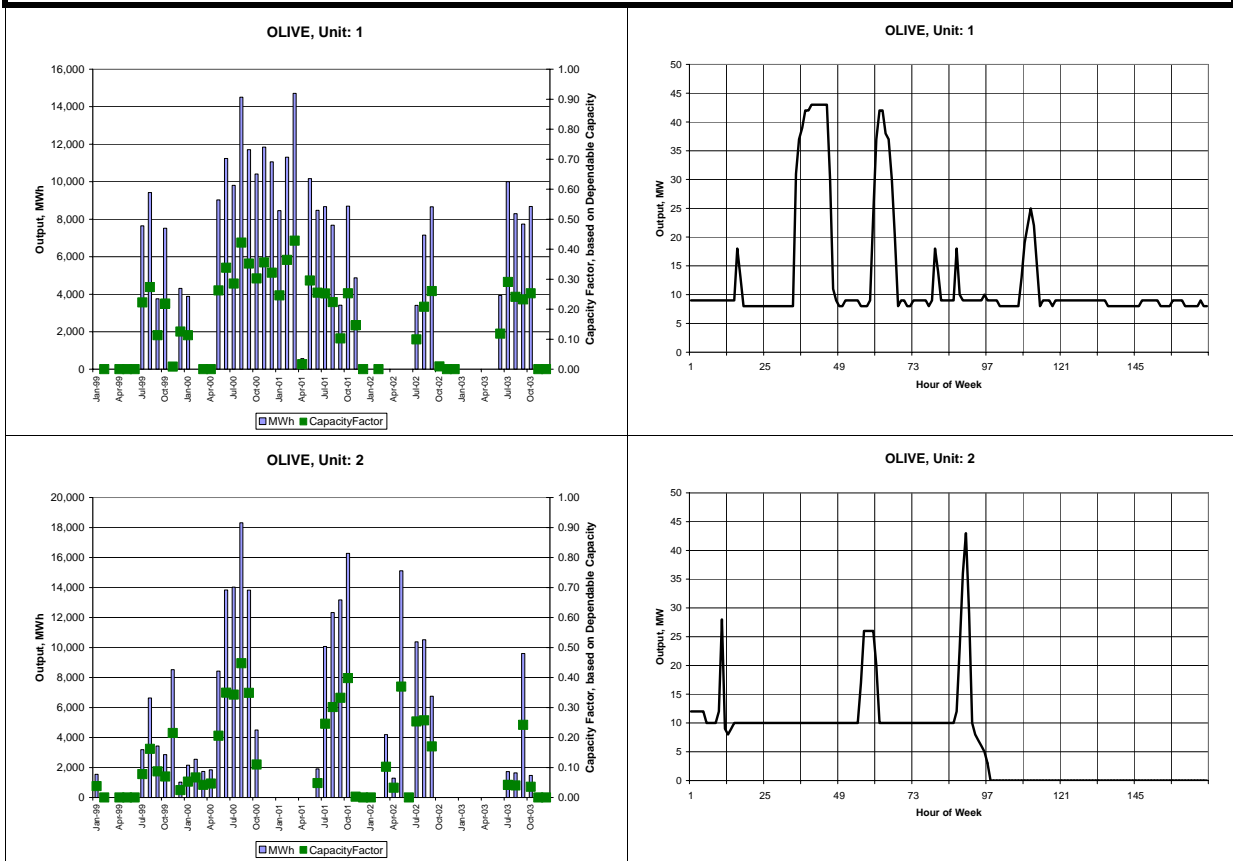 OLIVE, Unit: 1
16,000
14,000
12,000
10,000
8,000
6,000
4,000
2,000
0
Output, MWh
1.00
0.90
0.80
0.70
0.60
0.50
0.40
0.30
0.20
0.10
0.00
Capacity Factor, based on Dependable Capacity
Jan-99
Apr-99
Jul-99
Oct-99
Jan-00
Apr-00
Jul-00
Oct-00
Jan-01
Apr-01
Jul-01
Oct-01
Jan-02
Apr-02
Jul-02
Oct-02
Jan-03
Apr-03
Jul-03
Oct-03
MWh CapacityFactor
OLIVE, Unit: 1
50
45
40
35
30
25
20
15
10
5
0
Output, MW
1 25 49 73 97 145
Hour of Week
OLIVE, Unit: 2
20,000
18,000
16,000
14,000
12,000
10,000
8,000
6,000
4,000
2,000
0
Output, MWh
1.00
0.90
0.80
0.70
0.60
0.50
0.40
0.30
0.20
0.10
0.00
Capacity Factor, based on Dependable Capacity
Jan-99
Apr-99
Jul-99
Oct-99
Jan-00
Apr-00
Jul-00
Oct-00
Jan-01
Apr-01
Jul-01
Oct-01
Jan-02
Apr-02
Jul-02
Oct-02
Jan-03
Apr-03
Jul-03
Oct-03
MWh CapacityFactor
OLIVE, Unit: 2
50
45
40
35
30
25
20
15
10
5
0
Output, MW
1 25 49 73 97 145
Hour of Week